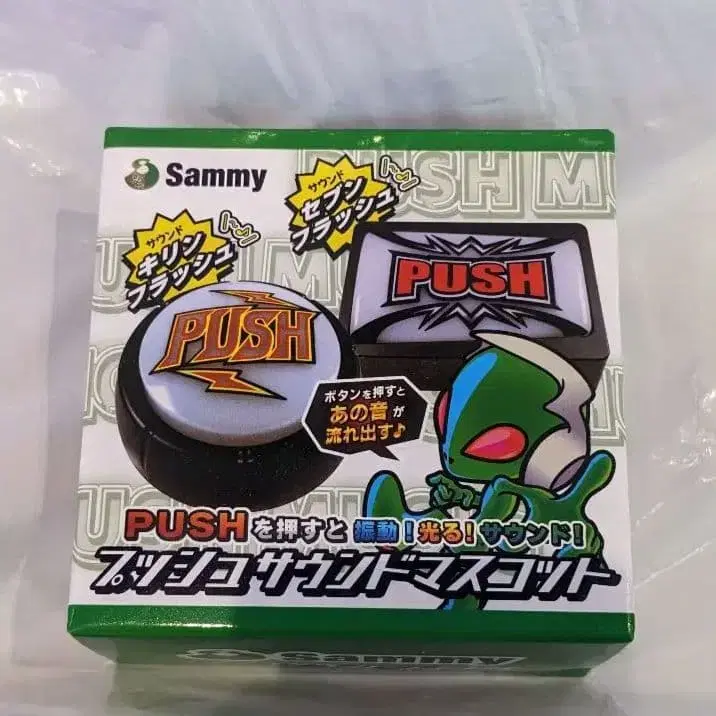 Sammy
サウンド
セブン
フラッシュ
サウンド
キリン
フラッシュ
PUSH
PUSH
ボタンを押すと
あの音が
流れ出す♪
PUSHを押すと振動!光る!サウンド!
プッシュサウンドマスコット
Sammy